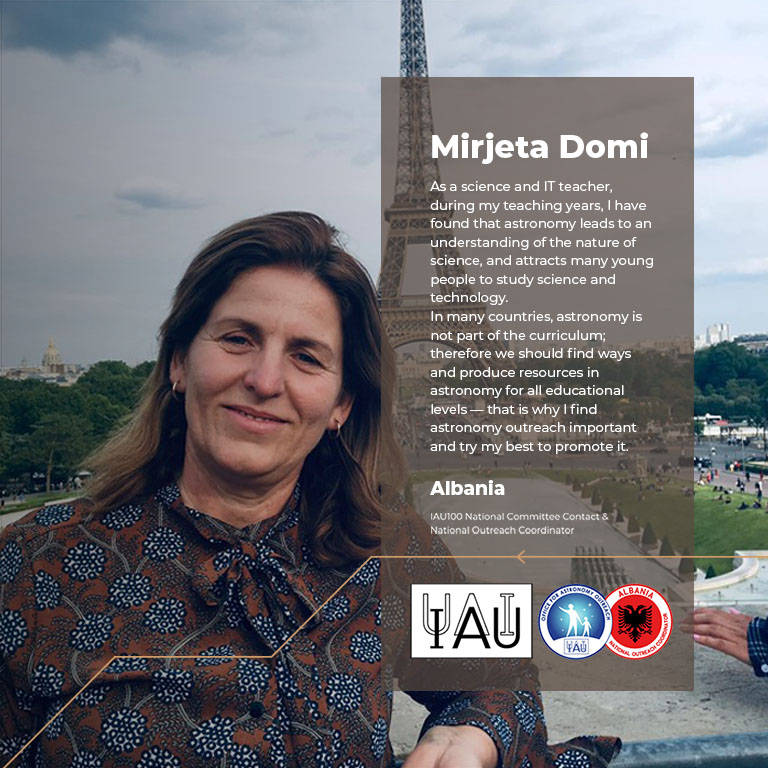 Mirjeta Domi
As a science and IT teacher,
during my teaching years, I have
found that astronomy leads to an
understanding of the nature of
science, and attracts many young
people to study science and
technology.
In many countries, astronomy is
not part of the curriculum;
therefore we should find ways
and produce resources in
astronomy for all educational
levels — that is why I find
astronomy outreach important
and try my best to promote it.
Albania
IAU100 National Committee Contact &
National Outreach Coordinator
IAU
OFFICE FOR ASTRONOMY OUTREACH
IAU
ALBANIA
NATIONAL OUTREACH COORDINATOR